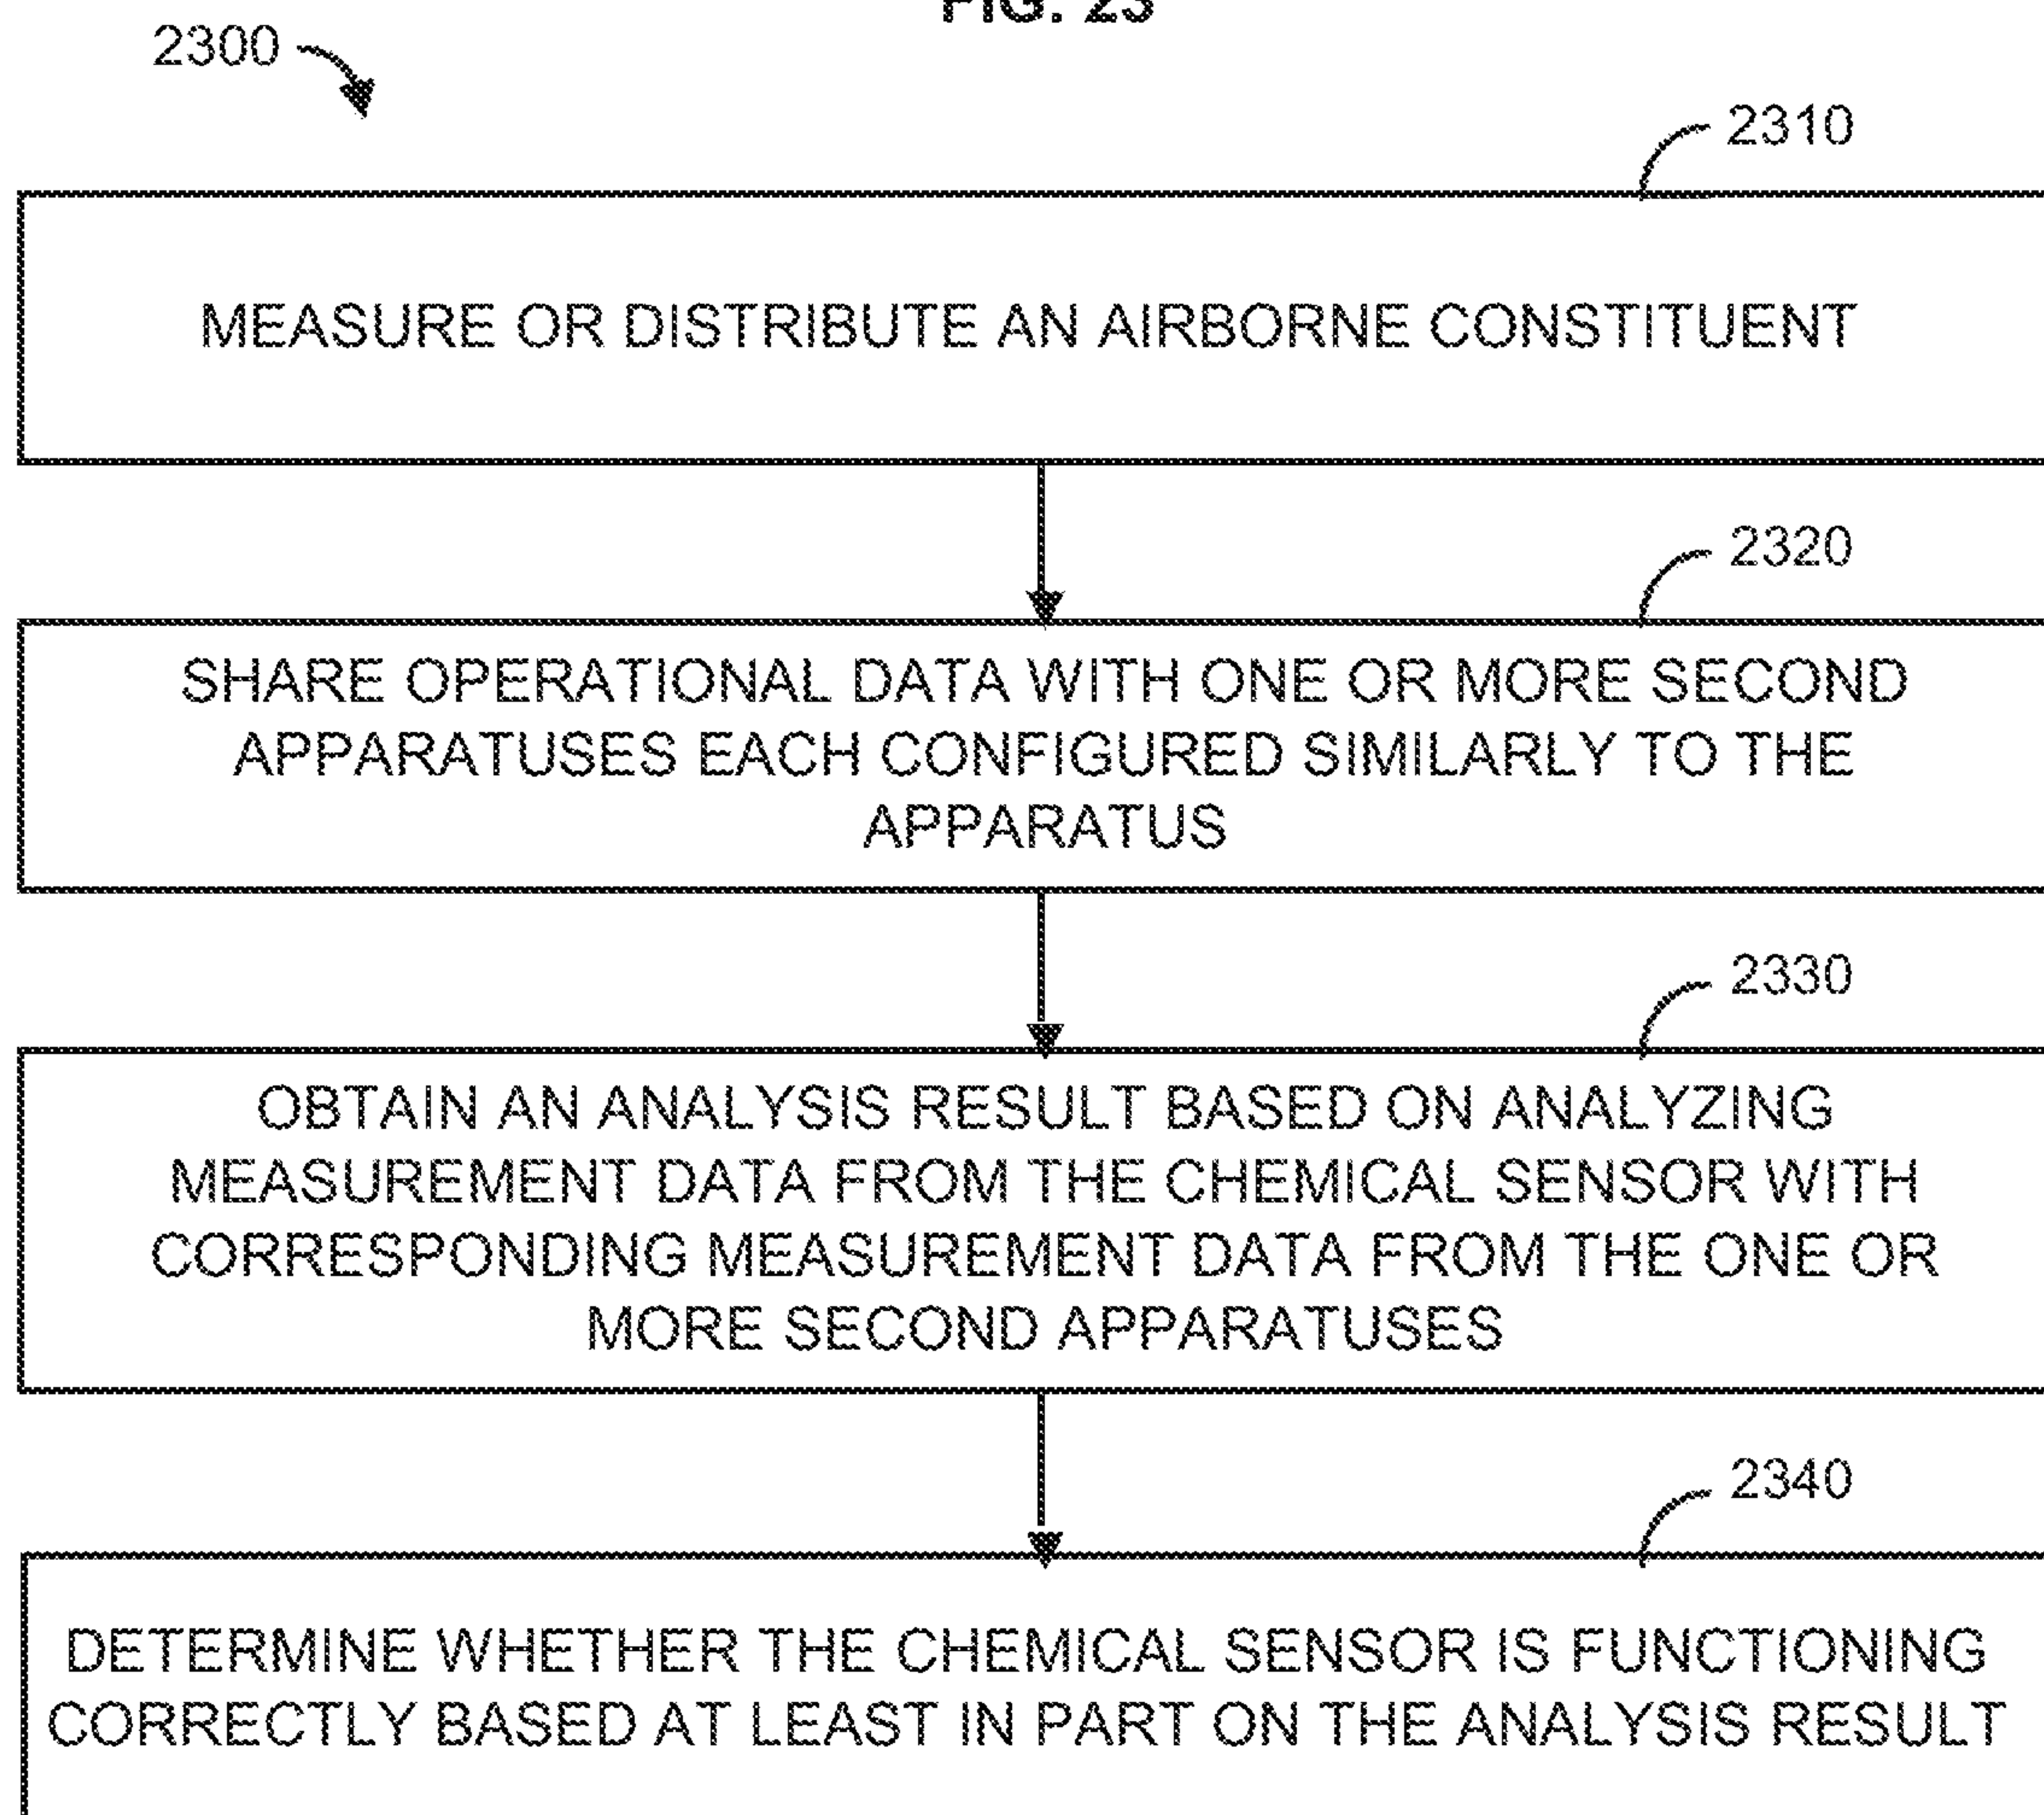 FIG. 23
2300
2310
MEASURE OR DISTRIBUTE AN AIRBORNE CONSTITUENT
2320
SHARE OPERATIONAL DATA WITH ONE OR MORE SECOND
APPARATUSES EACH CONFIGURED SIMILARLY TO THE
APPARATUS
2330
OBTAIN AN ANALYSIS RESULT BASED ON ANALYZING
MEASUREMENT DATA FROM THE CHEMICAL SENSOR WITH
CORRESPONDING MEASUREMENT DATA FROM THE ONE OR
MORE SECOND APPARATUSES
2340
DETERMINE WHETHER THE CHEMICAL SENSOR IS FUNCTIONING
CORRECTLY BASED AT LEAST IN PART ON THE ANALYSIS RESULT